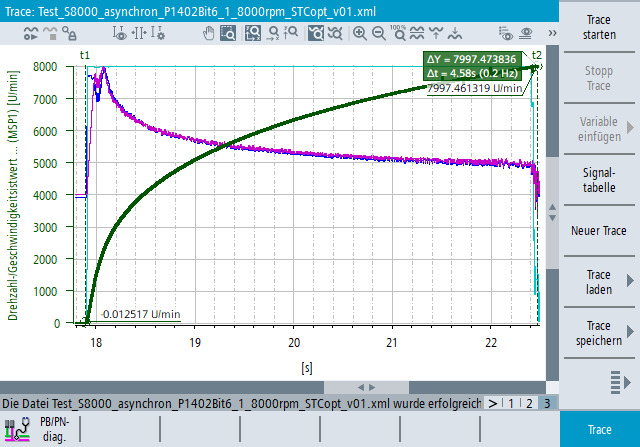 Trace: Test_S8000_asynchron_P1402Bit6_1_8000rpm_STCopt_v01.xml
Trace
starten
Stopp
Trace
Variable
einfügen
Signal-
tabelle
Neuer Trace
Trace
laden
Trace
speichern
100%
t1
t2
ΔY = 7997.473836
Δt = 4.58s (0.2 Hz)
7997.461319 U/min
Drehzahl-/Geschwindigkeitsistwert ... (MSP1) [U/min]
8000
7000
6000
5000
4000
3000
2000
1000
0
-0.012517 U/min
18
19
20
21
22
[s]
Die Datei Test_S8000_asynchron_P1402Bit6_1_8000rpm_STCopt_v01.xml wurde erfolgreich
> 1 2 3
PB/PN-
diag.
Trace